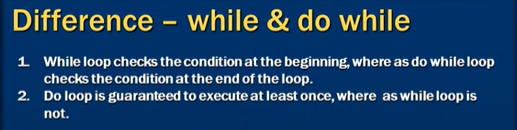 Difference – while & do while
1. While loop checks the condition at the beginning, where as do while loop
checks the condition at the end of the loop.
2. Do loop is guaranteed to execute at least once, where as while loop is
not.